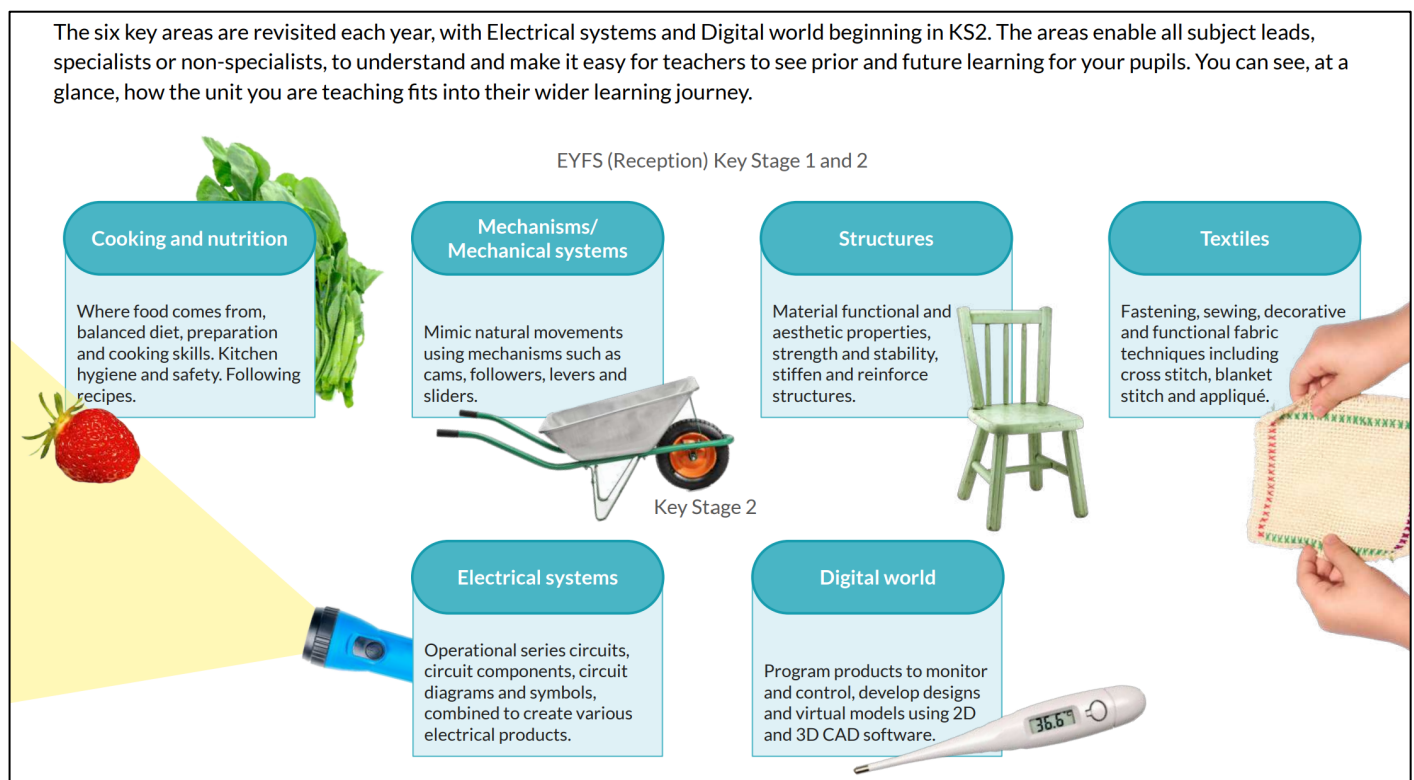 The six key areas are revisited each year, with Electrical systems and Digital world beginning in KS2. The areas enable all subject leads,
specialists or non-specialists, to understand and make it easy for teachers to see prior and future learning for your pupils. You can see, at a
glance, how the unit you are teaching fits into their wider learning journey.
EYFS (Reception) Key Stage 1 and 2
Cooking and nutrition
Where food comes from,
balanced diet, preparation
and cooking skills. Kitchen
hygiene and safety. Following
recipes.
Mechanisms/
Mechanical systems
Mimic natural movements
using mechanisms such as
cams, followers, levers and
sliders.
Structures
Material functional and
aesthetic properties,
strength and stability,
stiffen and reinforce
structures.
Textiles
Fastening, sewing, decorative
and functional fabric
techniques including
cross stitch, blanket
stitch and appliqué.
Key Stage 2
Electrical systems
Operational series circuits,
circuit components, circuit
diagrams and symbols,
combined to create various
electrical products.
Digital world
Program products to monitor
and control, develop designs
and virtual models using 2D
and 3D CAD software.
36.6°C